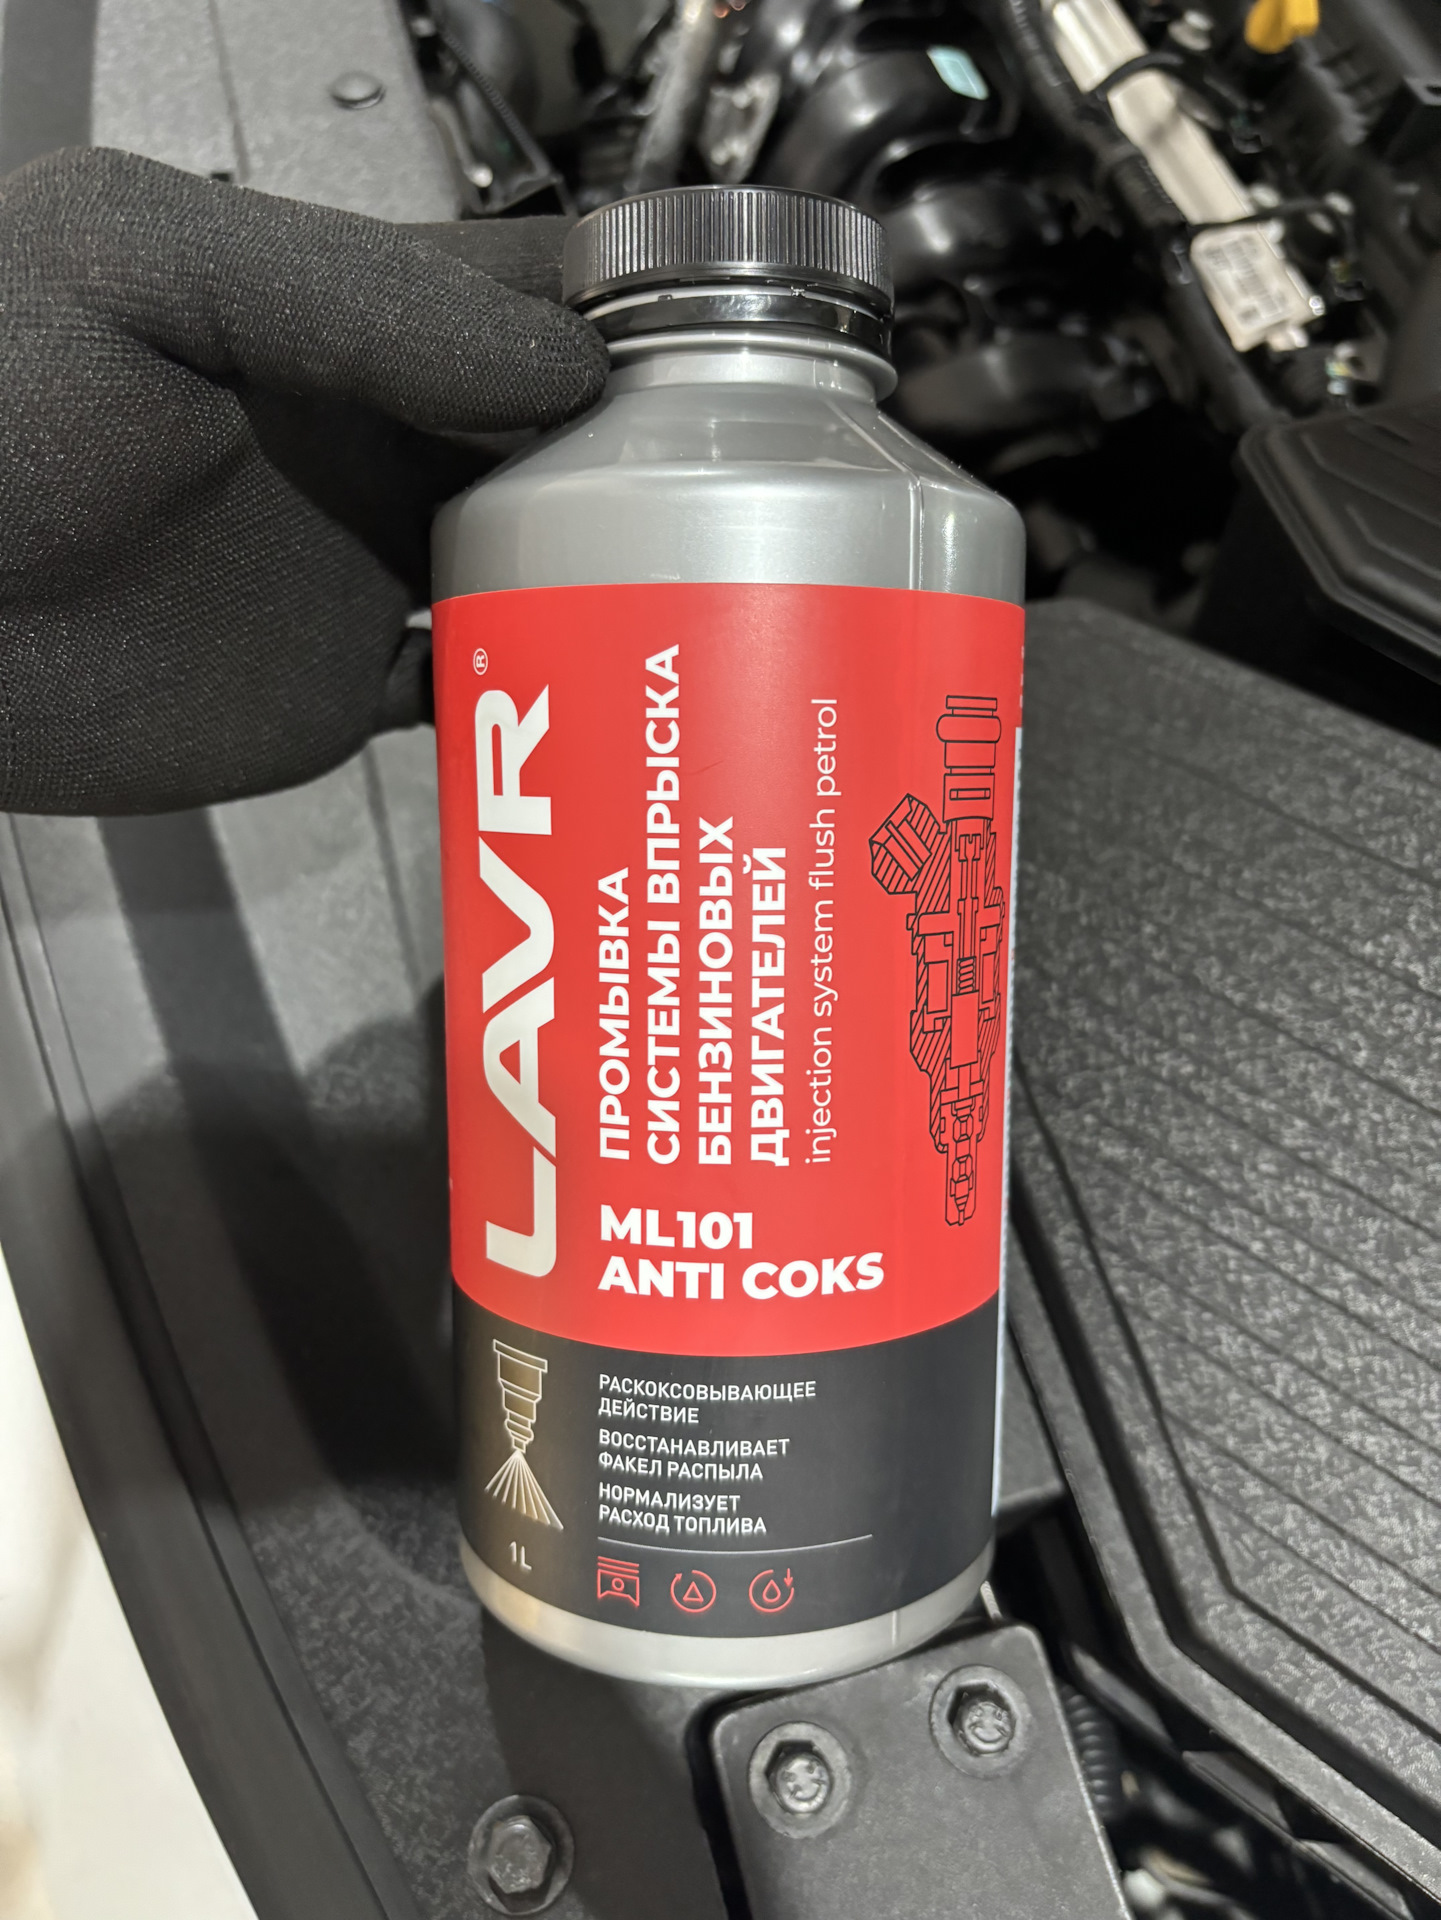 LAVR®
ПРОМЫВКА
СИСТЕМЫ ВПРЫСКА
БЕНЗИНОВЫХ
ДВИГАТЕЛЕЙ
injection system flush petrol
ML101
ANTI COKS
РАСКОКСОВЫВАЮЩЕЕ
ДЕЙСТВИЕ
ВОССТАНАВЛИВАЕТ
ФАКЕЛ РАСПЫЛА
НОРМАЛИЗУЕТ
РАСХОД ТОПЛИВА
1L